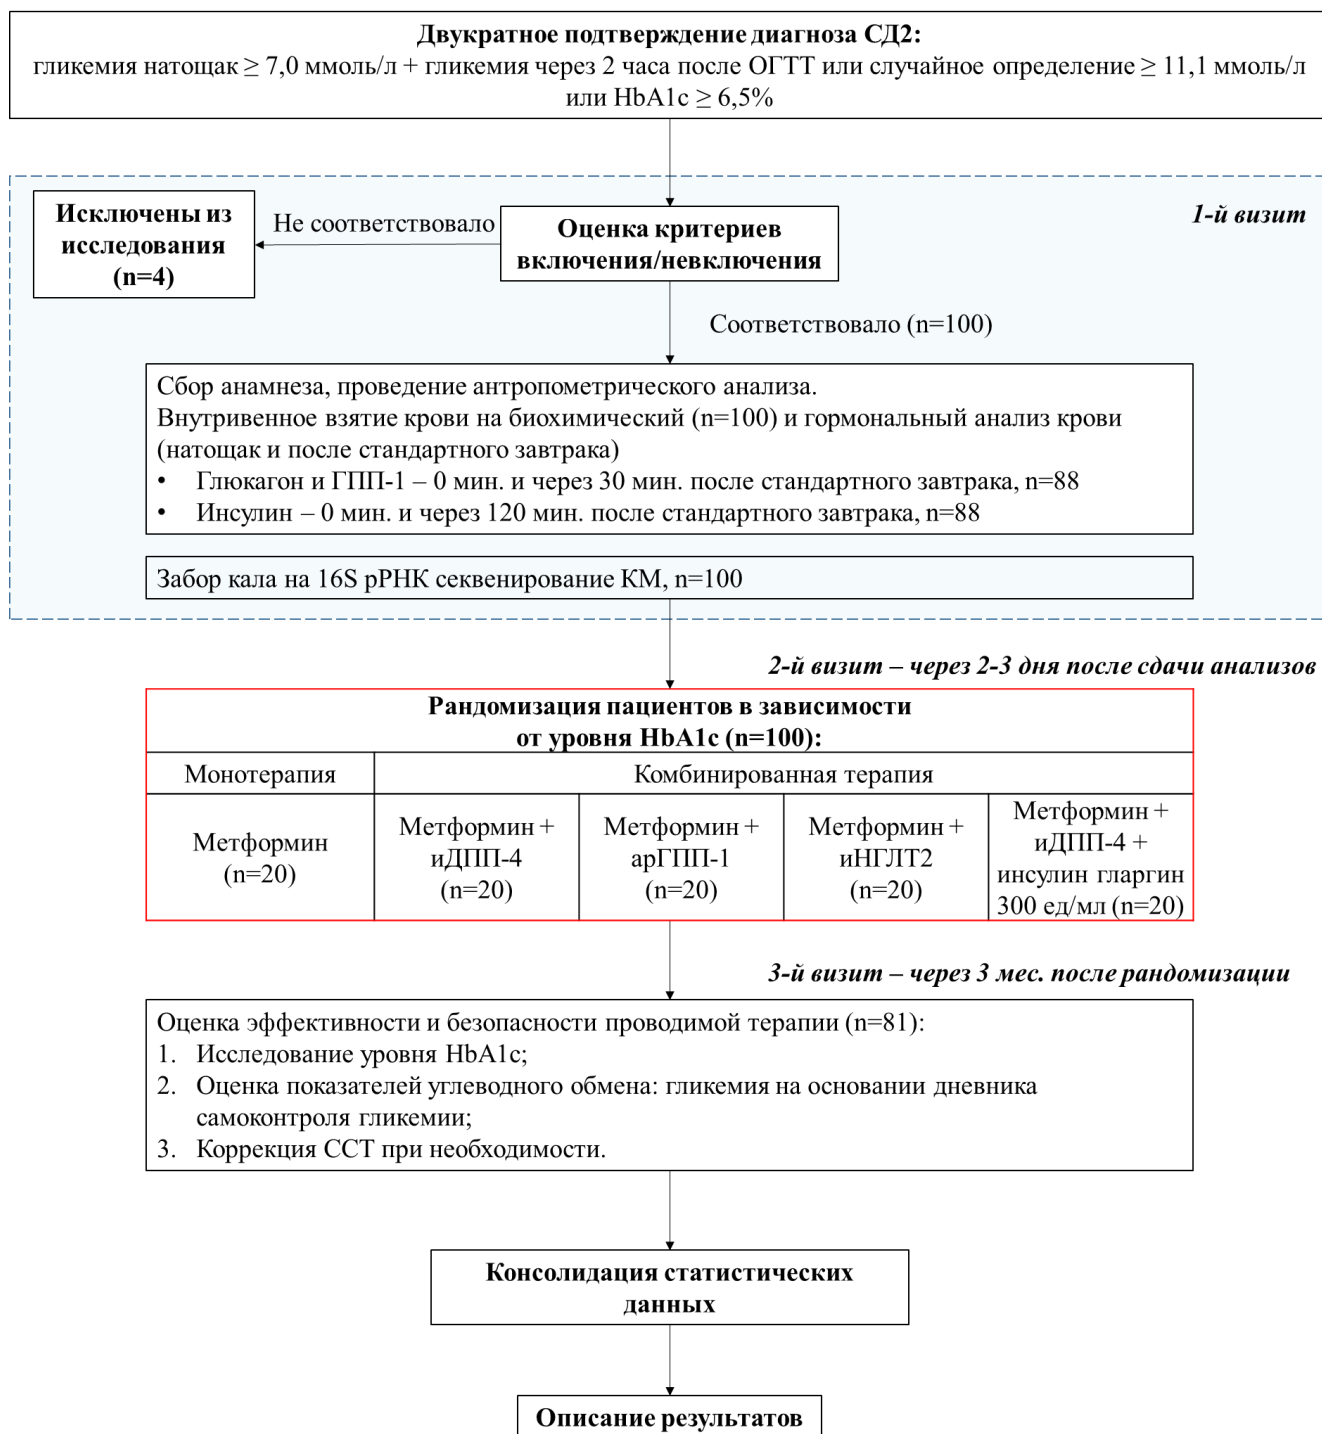 Двукратное подтверждение диагноза СД2:
гликемия натощак ≥ 7,0 ммоль/л + гликемия через 2 часа после ОГТТ или случайное определение ≥ 11,1 ммоль/л
или HbA1c ≥ 6,5%
1-й визит
Исключены из
исследования
(n=4)
Не соответствовало
Оценка критериев
включения/невключения
Соответствовало (n=100)
Сбор анамнеза, проведение антропометрического анализа.
Внутривенное взятие крови на биохимический (n=100) и гормональный анализ крови
(натощак и после стандартного завтрака)
• Глюкагон и ГПП-1 – 0 мин. и через 30 мин. после стандартного завтрака, n=88
• Инсулин – 0 мин. и через 120 мин. после стандартного завтрака, n=88
Забор кала на 16S рРНК секвенирование КМ, n=100
2-й визит – через 2-3 дня после сдачи анализов
Рандомизация пациентов в зависимости
от уровня HbA1c (n=100):
Монотерапия
Комбинированная терапия
Метформин
(n=20)
Метформин +
иДПП-4
(n=20)
Метформин +
арГПП-1
(n=20)
Метформин +
иНГЛТ2
(n=20)
Метформин +
иДПП-4 +
инсулин гларгин
300 ед/мл (n=20)
3-й визит – через 3 мес. после рандомизации
Оценка эффективности и безопасности проводимой терапии (n=81):
1. Исследование уровня HbA1c;
2. Оценка показателей углеводного обмена: гликемия на основании дневника
самоконтроля гликемии;
3. Коррекция ССТ при необходимости.
Консолидация статистических
данных
Описание результатов